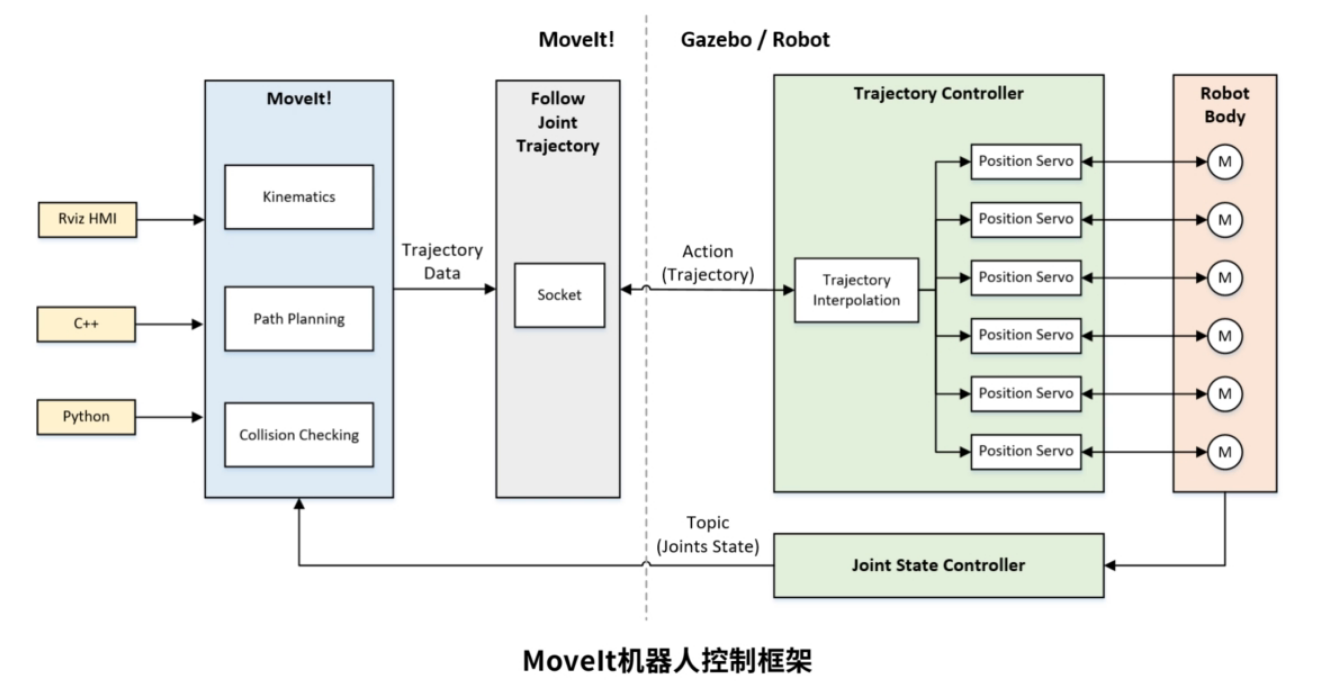 MoveIt!
Gazebo / Robot
MoveIt!
Kinematics
Path Planning
Collision Checking
Rviz HMI
C++
Python
Trajectory
Data
Follow
Joint
Trajectory
Socket
Action
(Trajectory)
Trajectory Controller
Trajectory
Interpolation
Position Servo
Position Servo
Position Servo
Position Servo
Position Servo
Position Servo
Robot
Body
M
M
M
M
M
M
Topic
(Joints State)
Joint State Controller
MoveIt机器人控制框架